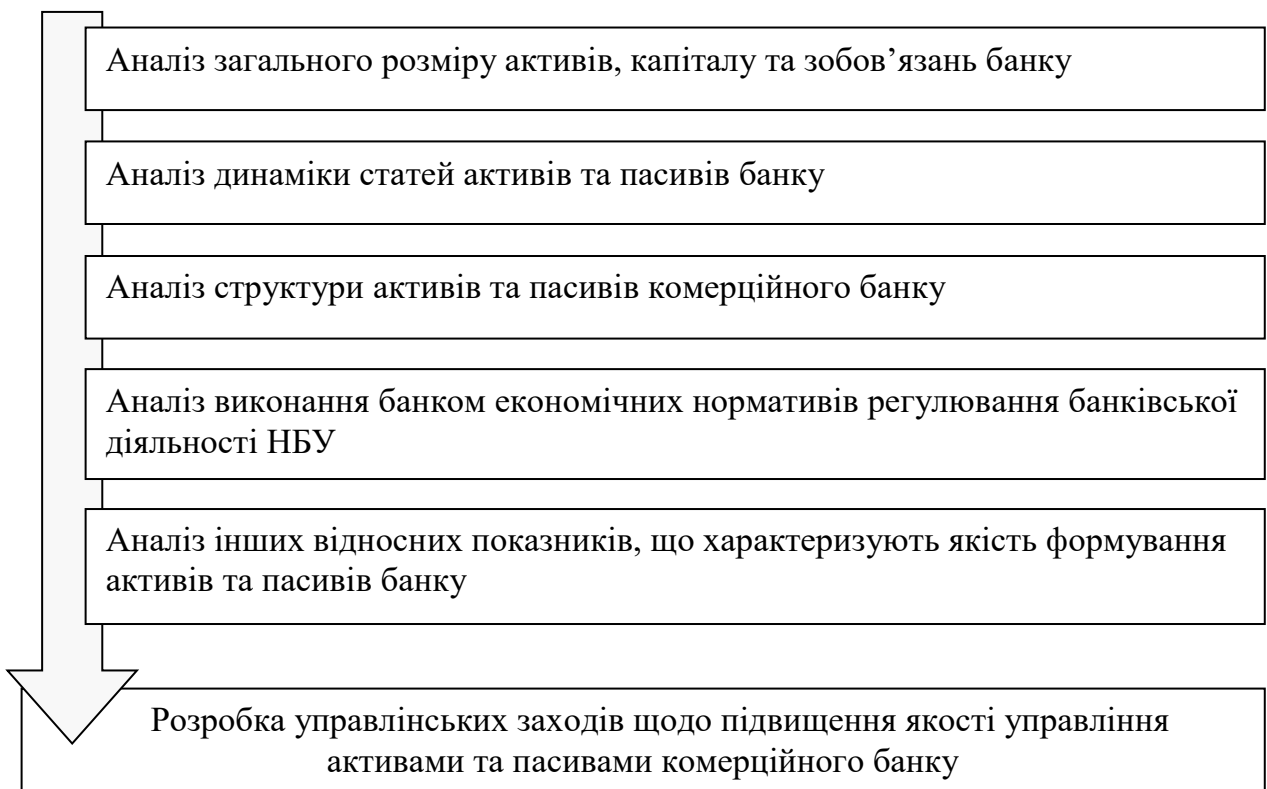 Аналіз загального розміру активів, капіталу та зобов’язань банку
Аналіз динаміки статей активів та пасивів банку
Аналіз структури активів та пасивів комерційного банку
Аналіз виконання банком економічних нормативів регулювання банківської
діяльності НБУ
Аналіз інших відносних показників, що характеризують якість формування
активів та пасивів банку
Розробка управлінських заходів щодо підвищення якості управління
активами та пасивами комерційного банку